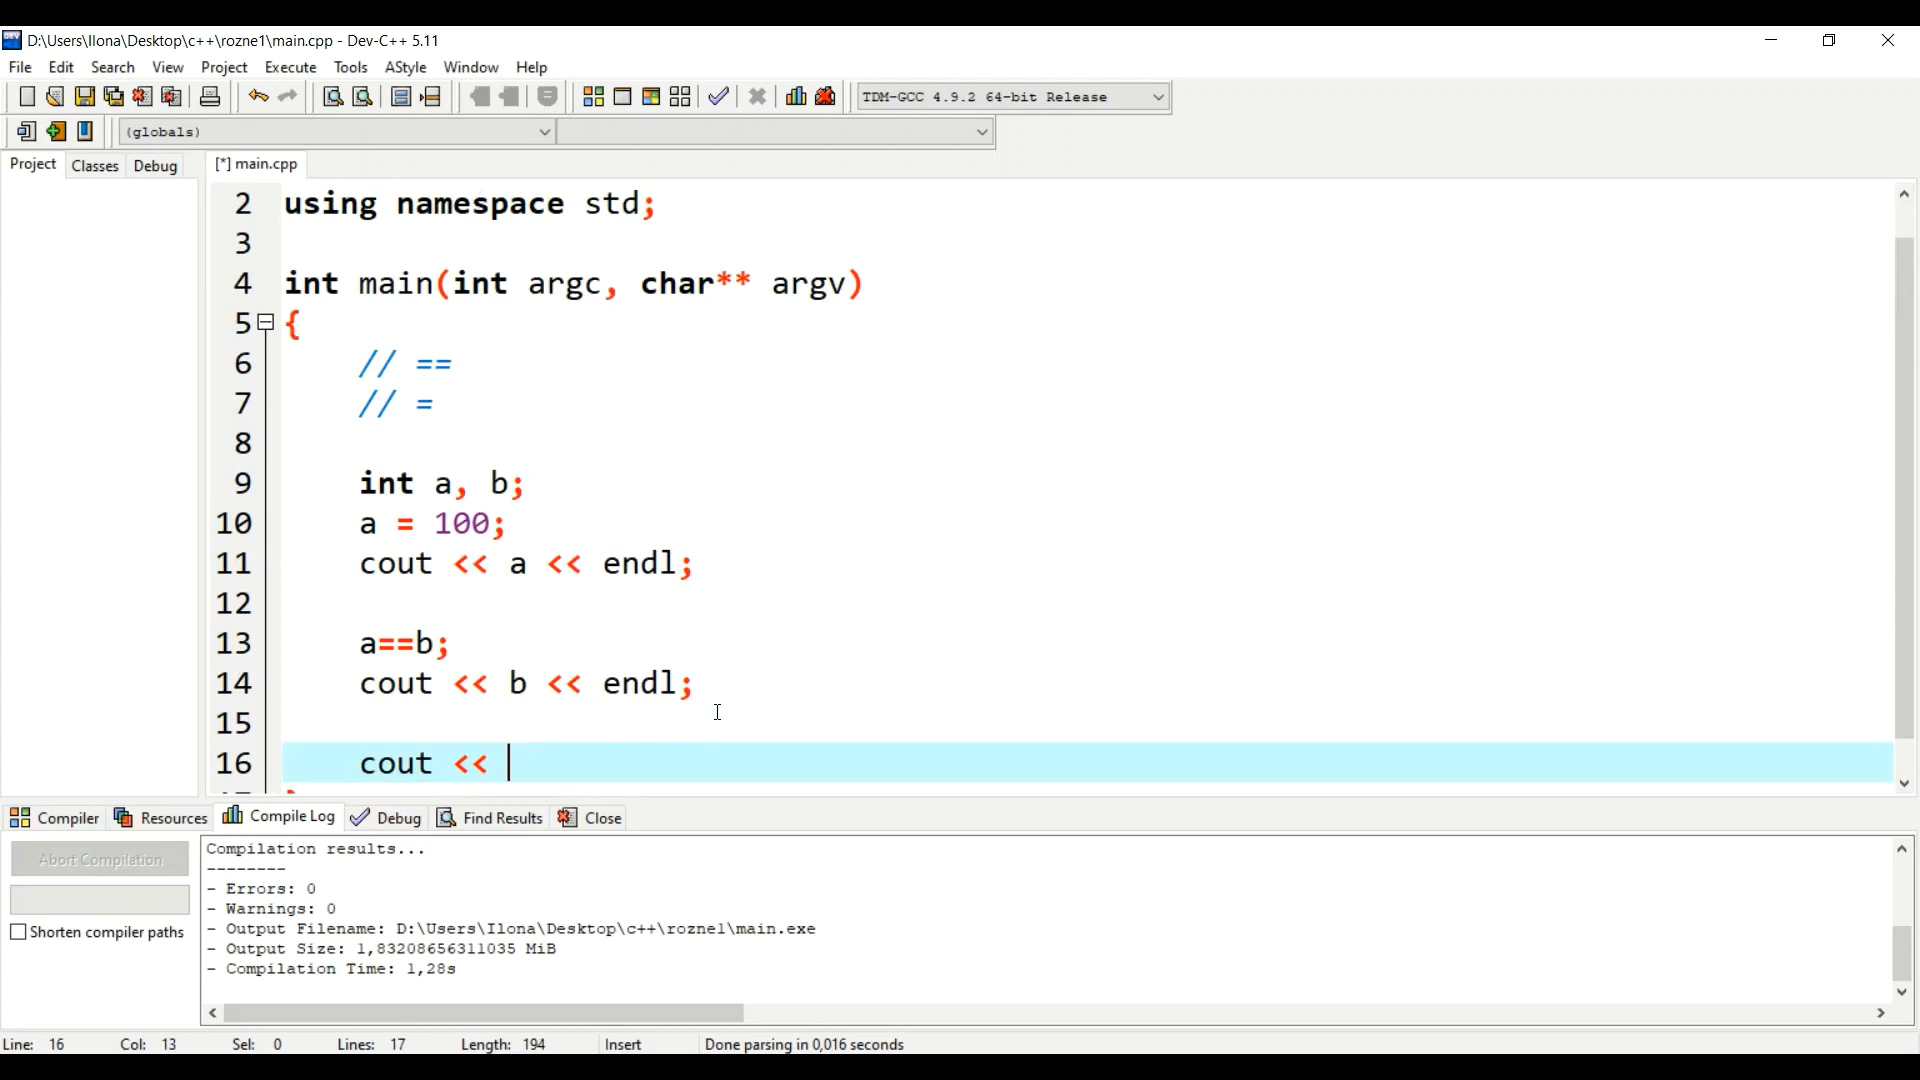 D:\Users\Ilona\Desktop\c++\rozne1\main.cpp - Dev-C++ 5.11
File Edit Search View Project Execute Tools AStyle Window Help
TDM-GCC 4.9.2 64-bit Release
(globals)
Project Classes Debug [*] main.cpp
2 using namespace std;
3
4 int main(int argc, char** argv)
5 {
6 // ==
7 // =
8
9 int a, b;
10 a = 100;
11 cout << a << endl;
12
13 a==b;
14 cout << b << endl;
15
16 cout <<
Compiler Resources Compile Log Debug Find Results Close
Abort Compilation
Shorten compiler paths
Compilation results...
--------
- Errors: 0
- Warnings: 0
- Output Filename: D:\Users\Ilona\Desktop\c++\rozne1\main.exe
- Output Size: 1,83208656311035 MiB
- Compilation Time: 1,28s
Line: 16 Col: 13 Sel: 0 Lines: 17 Length: 194 Insert Done parsing in 0,016 seconds